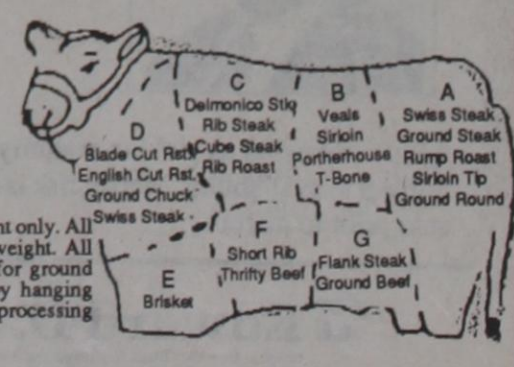 C
Delmonico Stk
Rib Steak
Cube Steak
Rib Roast
B
Veals
Sirloin
Portherhouse
T-Bone
A
Swiss Steak
Ground Steak
Rump Roast
Sirloin Tip
Ground Round
D
Blade Cut Rst.
English Cut Rst.
Ground Chuck
Swiss Steak
F
Short Rib
Thrifty Beef
G
Flank Steak
Ground Beef
E
Brisket
only. All
weight. All
for ground
hanging
processing